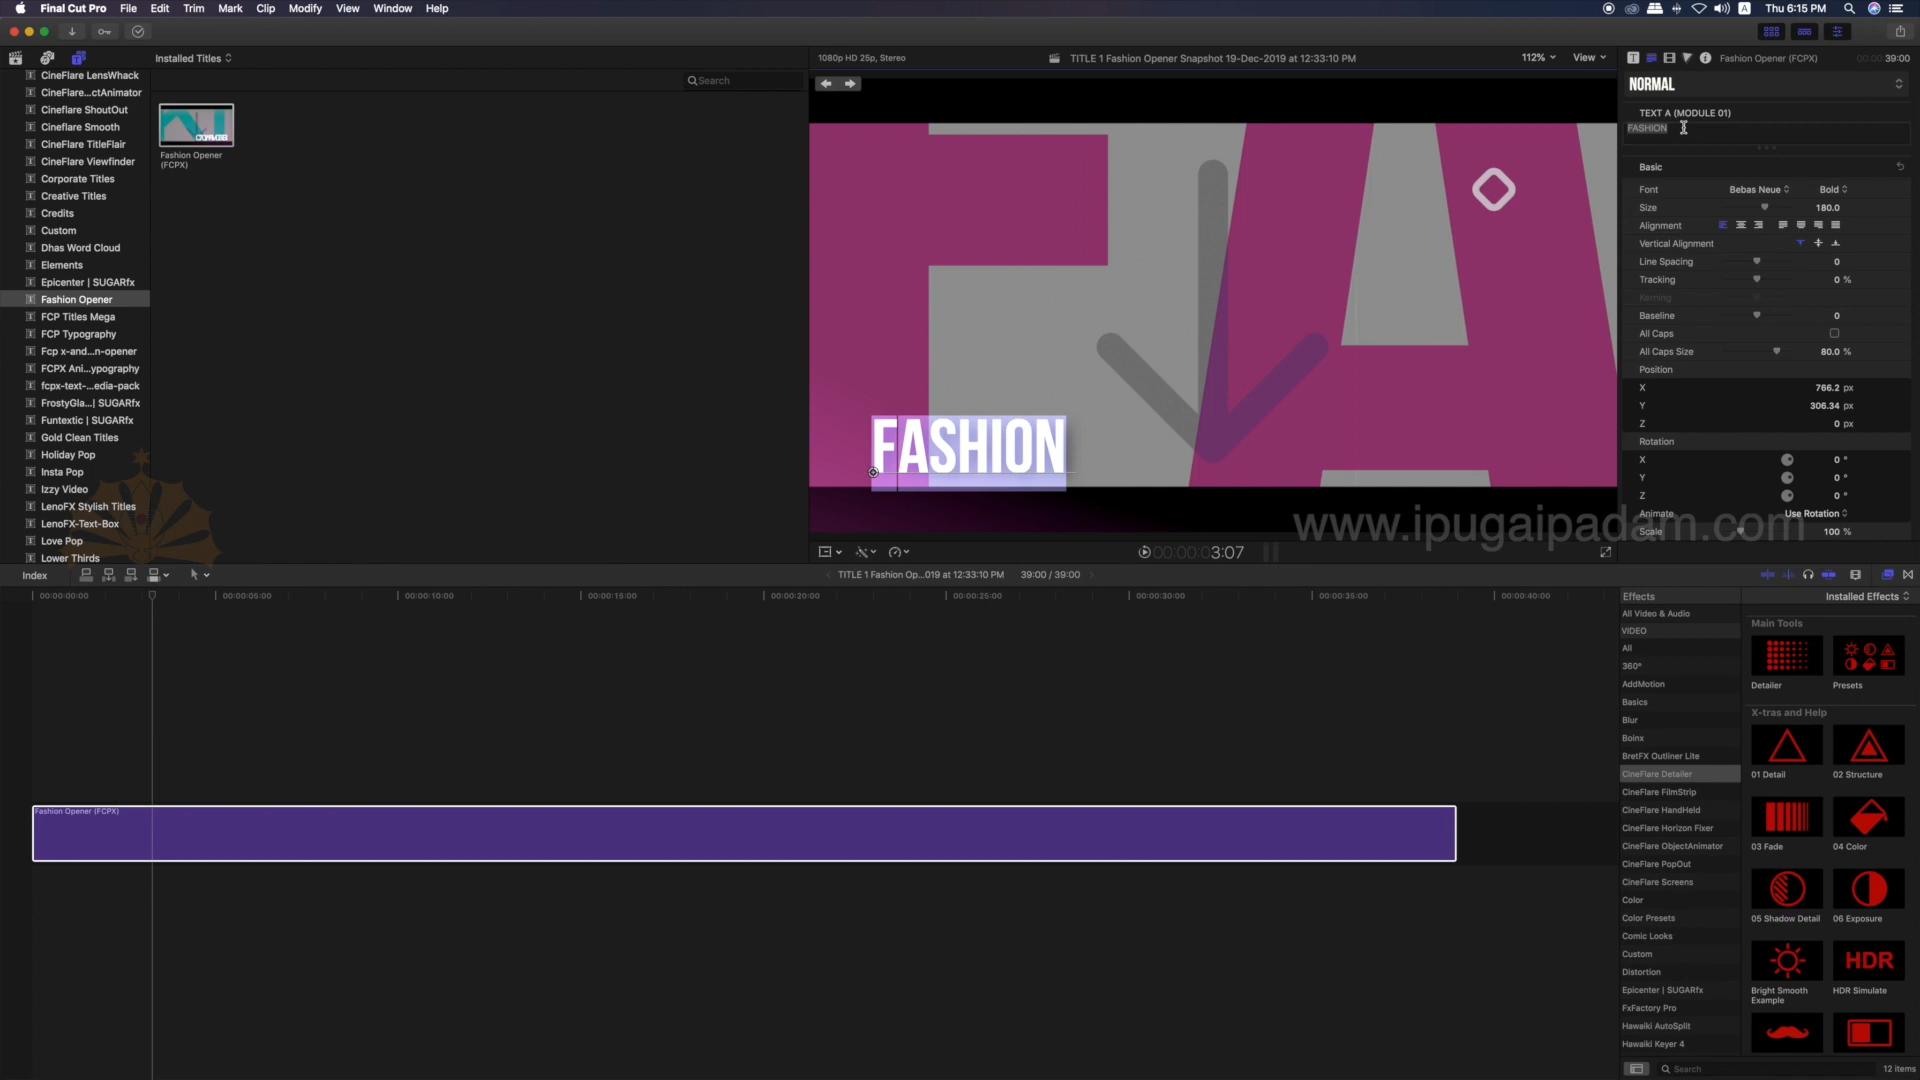 Final Cut Pro File Edit Trim Mark Clip Modify View Window Help
A Thu 6:15 PM
Installed Titles
CineFlare LensWhack
CineFlare...ctAnimator
Cineflare ShoutOut
Cineflare Smooth
CineFlare TitleFlair
CineFlare Viewfinder
Corporate Titles
Creative Titles
Credits
Custom
Dhas Word Cloud
Elements
Epicenter | SUGARfx
Fashion Opener
FCP Titles Mega
FCP Typography
Fcp x-and...n-opener
FCPX Ani...ypography
fcpx-text-...edia-pack
FrostyGla...| SUGARfx
Funtextic | SUGARfx
Gold Clean Titles
Holiday Pop
Insta Pop
Izzy Video
LenoFX Stylish Titles
LenoFX-Text-Box
Love Pop
Lower Thirds
Search
Fashion Opener
(FCPX)
1080p HD 25p, Stereo
TITLE 1 Fashion Opener Snapshot 19-Dec-2019 at 12:33:10 PM
112% View
FA
FASHION
00:00:00:03:07
Fashion Opener (FCPX) 00:00:39:00
NORMAL
TEXT A (MODULE 01)
FASHION
Basic
Font Bebas Neue Bold
Size 180.0
Alignment
Vertical Alignment
Line Spacing 0
Tracking 0 %
Kerning
Baseline 0
All Caps
All Caps Size 80.0 %
Position
X 766.2 px
Y 306.34 px
Z 0 px
Rotation
X 0 °
Y 0 °
Z 0 °
Animate Use Rotation
Scale 100 %
www.ipugaipadam.com
Index
TITLE 1 Fashion Op...019 at 12:33:10 PM 39:00 / 39:00
00:00:00:00 00:00:05:00 00:00:10:00 00:00:15:00 00:00:20:00 00:00:25:00 00:00:30:00 00:00:35:00 00:00:40:00
Fashion Opener (FCPX)
Effects Installed Effects
All Video & Audio
VIDEO
All
360°
AddMotion
Basics
Blur
Boinx
BretFX Outliner Lite
CineFlare Detailer
CineFlare FilmStrip
CineFlare HandHeld
CineFlare Horizon Fixer
CineFlare ObjectAnimator
CineFlare PopOut
CineFlare Screens
Color
Color Presets
Comic Looks
Custom
Distortion
Epicenter | SUGARfx
FxFactory Pro
Hawaiki AutoSplit
Hawaiki Keyer 4
Main Tools
Detailer Presets
X-tras and Help
01 Detail 02 Structure
03 Fade 04 Color
05 Shadow Detail 06 Exposure
HDR
Bright Smooth
Example
HDR Simulate
Search 12 items